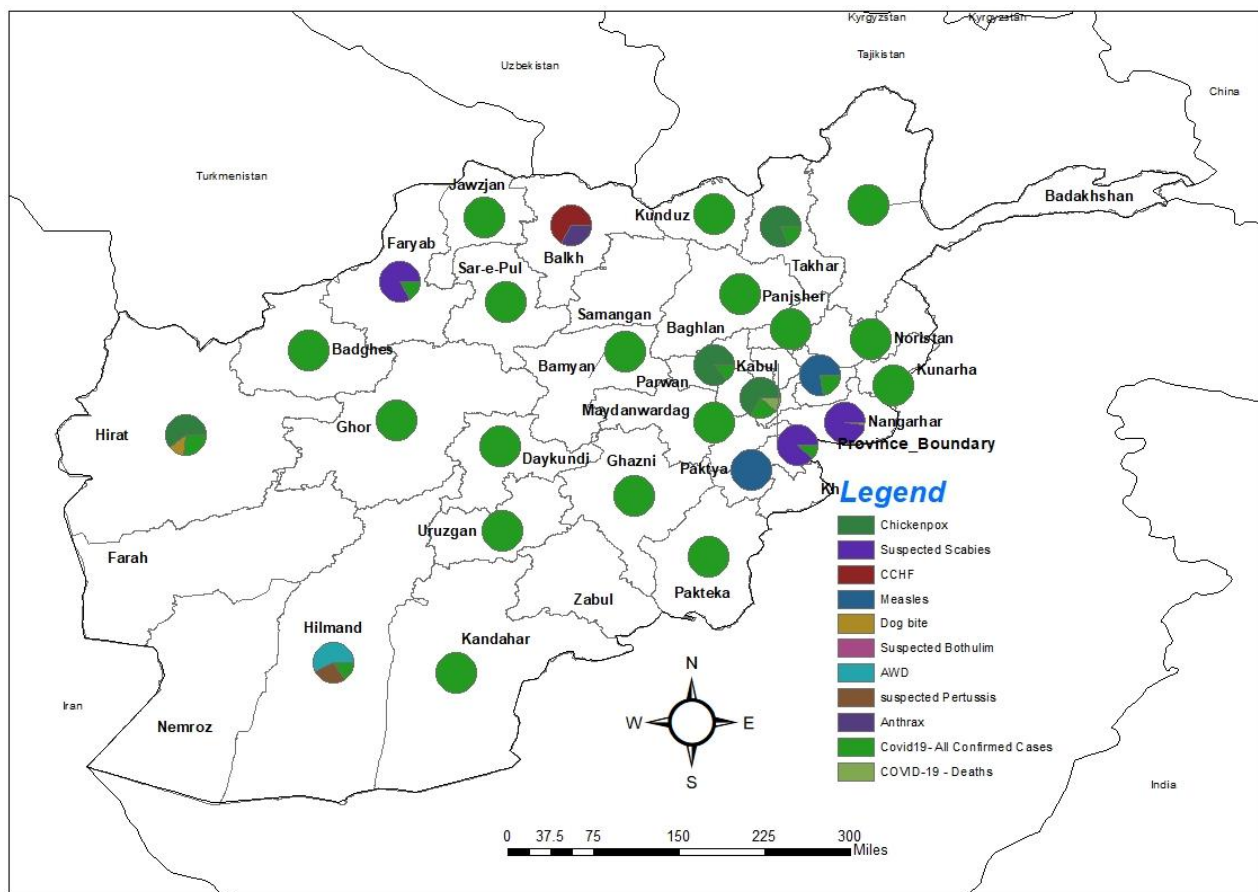 Kyrgyzstan
Kyrgyzstan
Uzbekistan
Tajikistan
China
Turkmenistan
Badakhshan
Jawzjan
Kunduz
Faryab
Balkh
Takhar
Sar-e-Pul
Panjsher
Samangan
Baghlan
Noristan
Badghes
Bamyan
Kabul
Kunarha
Parwan
Maydanwardag
Nangarhar
Hirat
Ghor
Province_Boundary
Daykundi
Ghazni
Paktya
Kh
Legend
Chickenpox
Suspected Scabies
CCHF
Measles
Dog bite
Suspected Bothulim
AWD
suspected Pertussis
Anthrax
Covid19- All Confirmed Cases
COVID-19 - Deaths
Uruzgan
Farah
Pakteka
Zabul
Hilmand
Kandahar
Iran
Nemroz
N
W
E
S
India
0 37.5 75 150 225 300
Miles